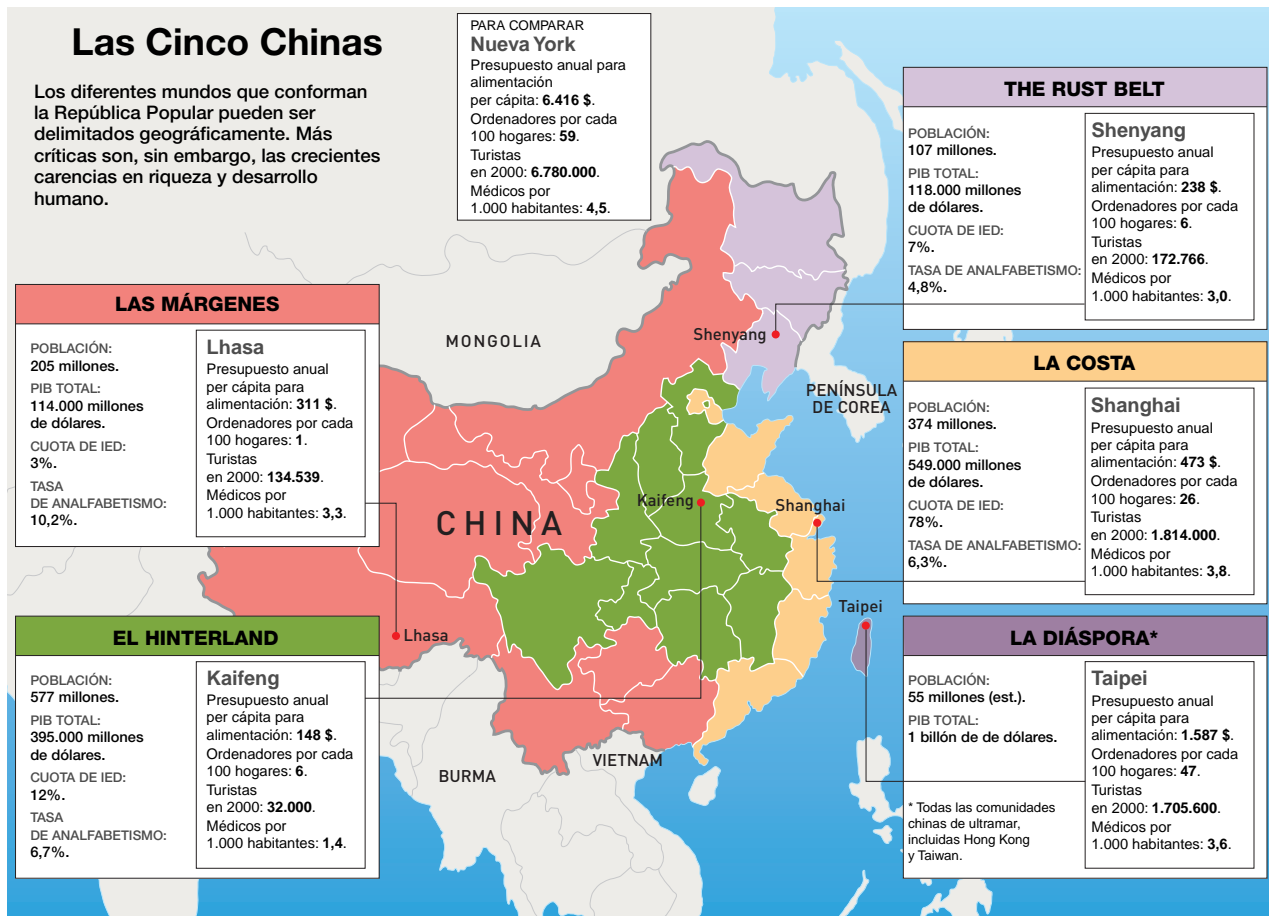 Las Cinco Chinas
Los diferentes mundos que conforman
la República Popular pueden ser
delimitados geográficamente. Más
críticas son, sin embargo, las crecientes
carencias en riqueza y desarrollo
humano.
PARA COMPARAR
Nueva York
Presupuesto anual para
alimentación
per cápita: 6.416 $.
Ordenadores por cada
100 hogares: 59.
Turistas
en 2000: 6.780.000.
Médicos por
1.000 habitantes: 4,5.
THE RUST BELT
POBLACIÓN:
107 millones.
PIB TOTAL:
118.000 millones
de dólares.
CUOTA DE IED:
7%.
TASA DE ANALFABETISMO:
4,8%.
Shenyang
Presupuesto anual
per cápita para
alimentación: 238 $.
Ordenadores por cada
100 hogares: 6.
Turistas
en 2000: 172.766.
Médicos por
1.000 habitantes: 3,0.
LAS MÁRGENES
POBLACIÓN:
205 millones.
PIB TOTAL:
114.000 millones
de dólares.
CUOTA DE IED:
3%.
TASA
DE ANALFABETISMO:
10,2%.
Lhasa
Presupuesto anual
per cápita para
alimentación: 311 $.
Ordenadores por cada
100 hogares: 1.
Turistas
en 2000: 134.539.
Médicos por
1.000 habitantes: 3,3.
LA COSTA
POBLACIÓN:
374 millones.
PIB TOTAL:
549.000 millones
de dólares.
CUOTA DE IED:
78%.
TASA DE ANALFABETISMO:
6,3%.
Shanghai
Presupuesto anual
per cápita para
alimentación: 473 $.
Ordenadores por cada
100 hogares: 26.
Turistas
en 2000: 1.814.000.
Médicos por
1.000 habitantes: 3,8.
EL HINTERLAND
POBLACIÓN:
577 millones.
PIB TOTAL:
395.000 millones
de dólares.
CUOTA DE IED:
12%.
TASA
DE ANALFABETISMO:
6,7%.
Kaifeng
Presupuesto anual
per cápita para
alimentación: 148 $.
Ordenadores por cada
100 hogares: 6.
Turistas
en 2000: 32.000.
Médicos por
1.000 habitantes: 1,4.
LA DIÁSPORA*
POBLACIÓN:
55 millones (est.).
PIB TOTAL:
1 billón de de dólares.
* Todas las comunidades
chinas de ultramar,
incluidas Hong Kong
y Taiwan.
Taipei
Presupuesto anual
per cápita para
alimentación: 1.587 $.
Ordenadores por cada
100 hogares: 47.
Turistas
en 2000: 1.705.600.
Médicos por
1.000 habitantes: 3,6.
MONGOLIA
Shenyang
PENÍNSULA
DE COREA
Kaifeng
Shanghai
CHINA
Taipei
Lhasa
VIETNAM
BURMA